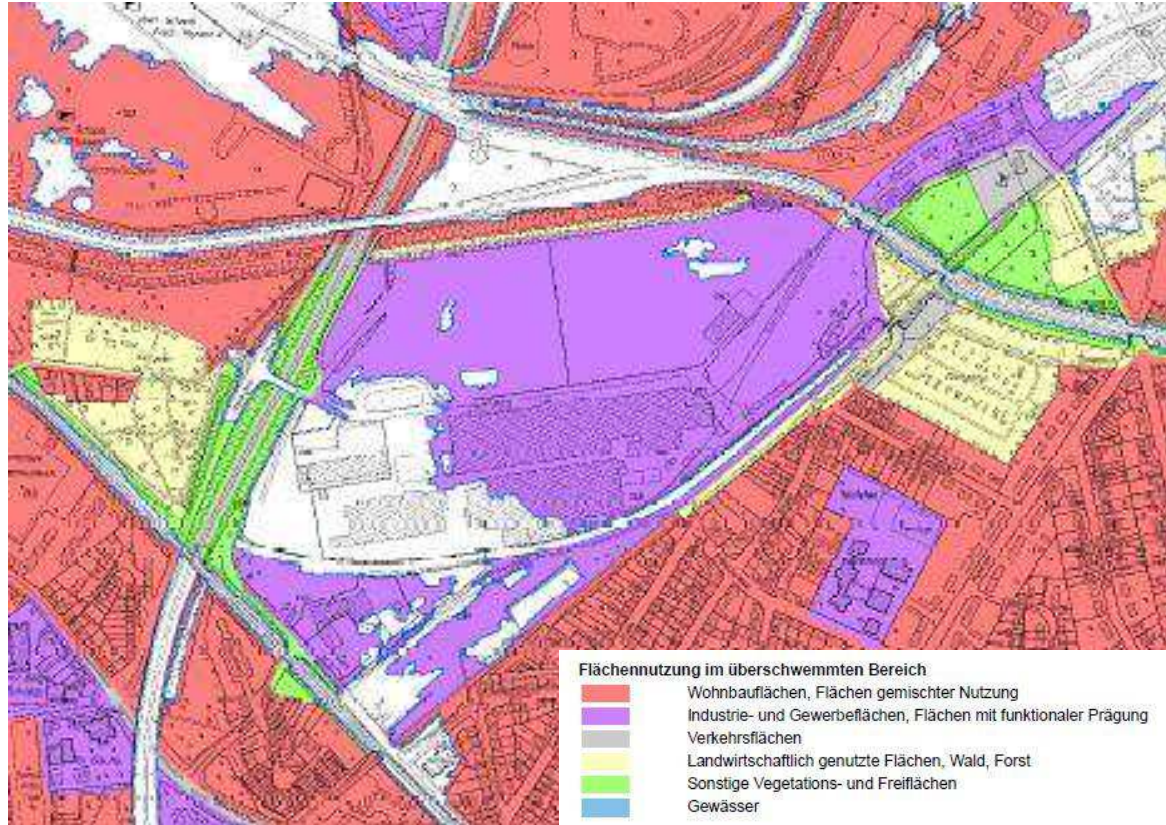 Flächennutzung im überschwemmten Bereich
Wohnbauflächen, Flächen gemischter Nutzung
Industrie- und Gewerbeflächen, Flächen mit funktionaler Prägung
Verkehrsflächen
Landwirtschaftlich genutzte Flächen, Wald, Forst
Sonstige Vegetations- und Freiflächen
Gewässer